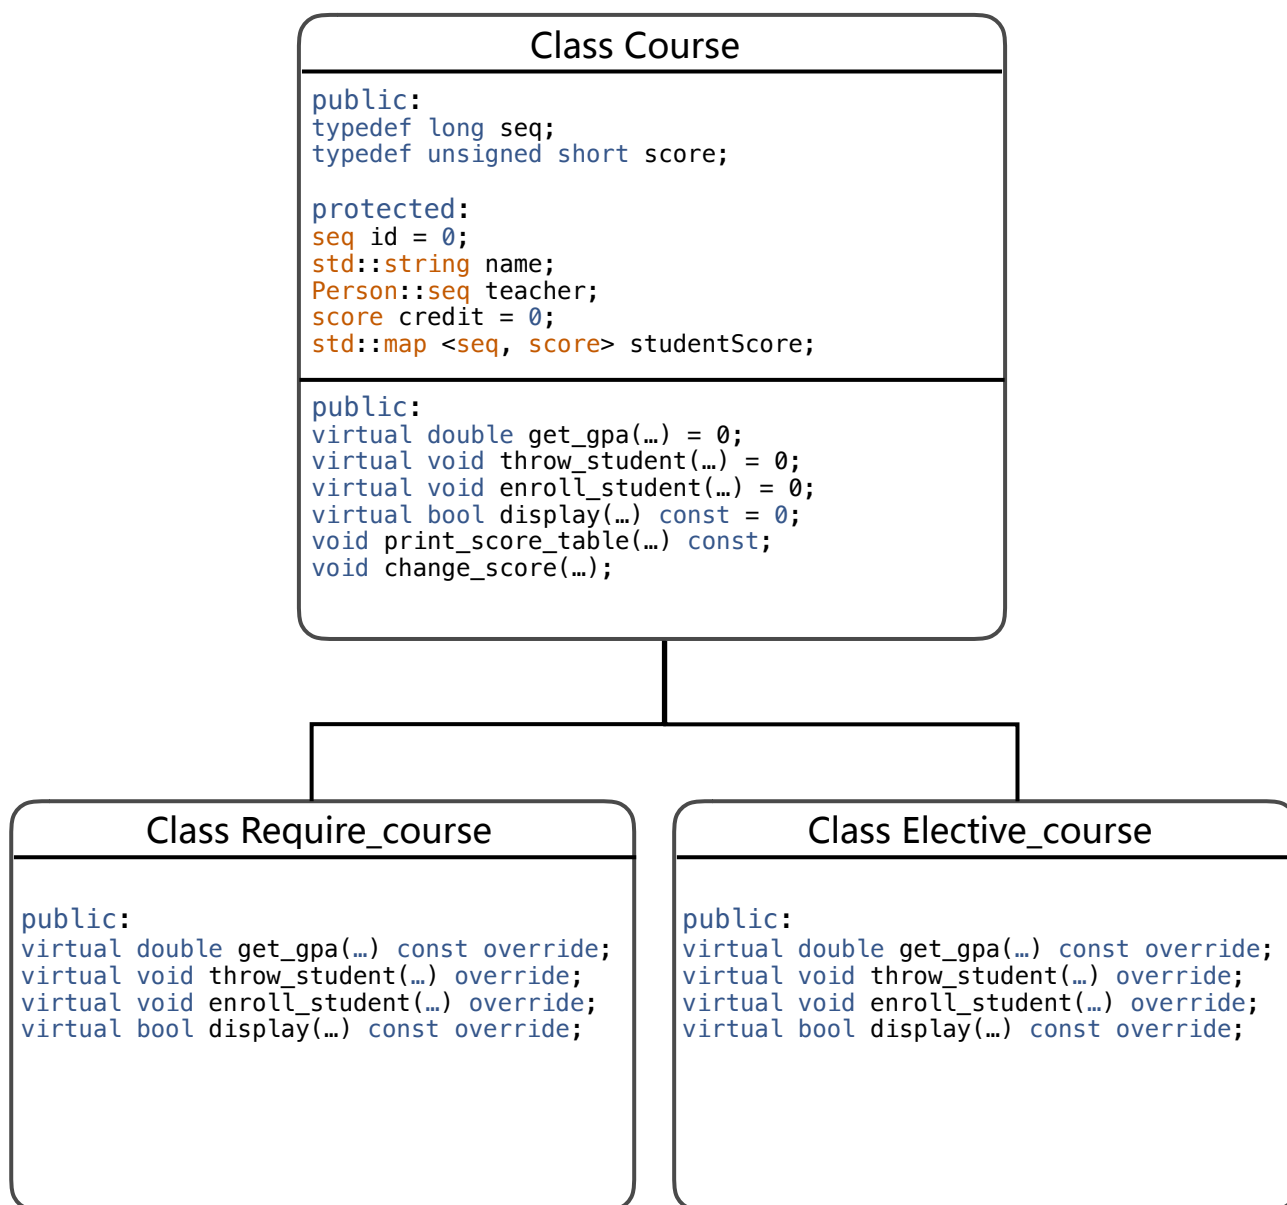 Class Course
public:
typedef long seq;
typedef unsigned short score;
protected:
seq id = 0;
std::string name;
Person::seq teacher;
score credit = 0;
std::map <seq, score> studentScore;
public:
virtual double get_gpa(…) = 0;
virtual void throw_student(…) = 0;
virtual void enroll_student(…) = 0;
virtual bool display(…) const = 0;
void print_score_table(…) const;
void change_score(…);
Class Require_course
public:
virtual double get_gpa(…) const override;
virtual void throw_student(…) override;
virtual void enroll_student(…) override;
virtual bool display(…) const override;
Class Elective_course
public:
virtual double get_gpa(…) const override;
virtual void throw_student(…) override;
virtual void enroll_student(…) override;
virtual bool display(…) const override;